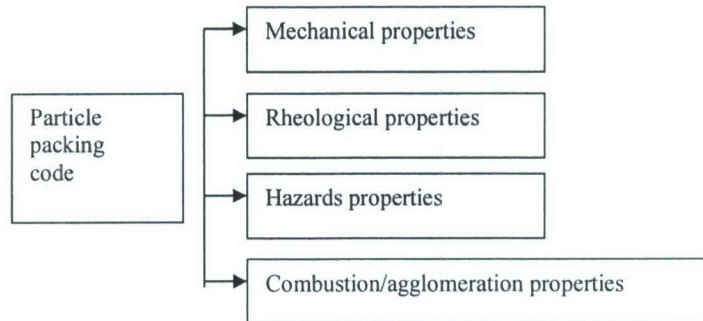 Mechanical properties
Particle
packing
code
Rheological properties
Hazards properties
Combustion/agglomeration properties